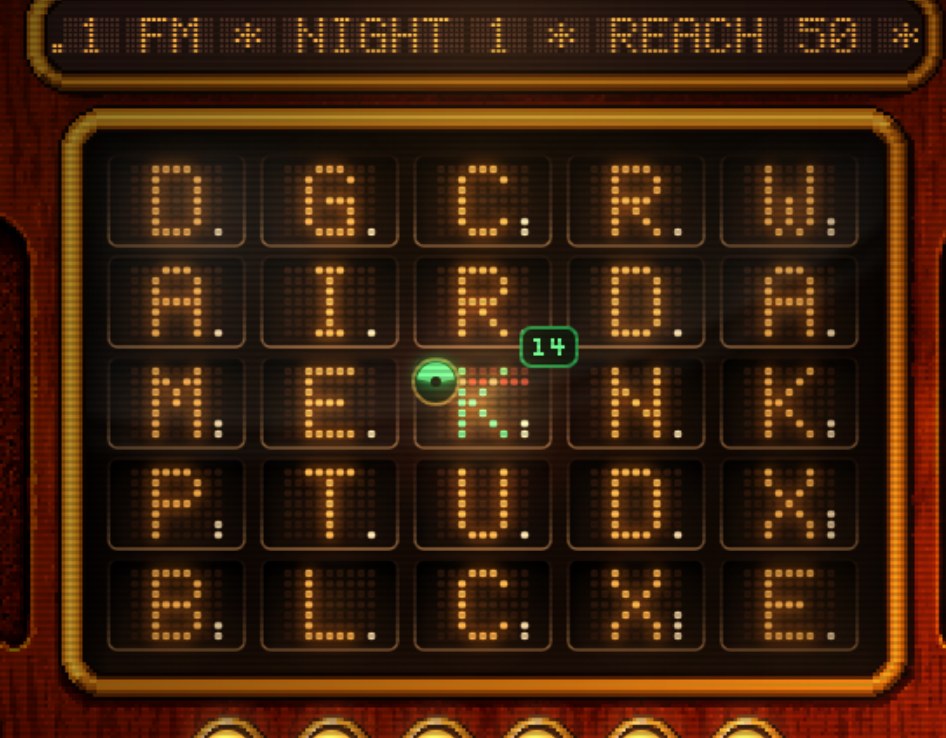 .1 FM * NIGHT 1 * REACH 50 *
D G C R W
A I R D A
14
M E K N K
P T U D X
B L C X E